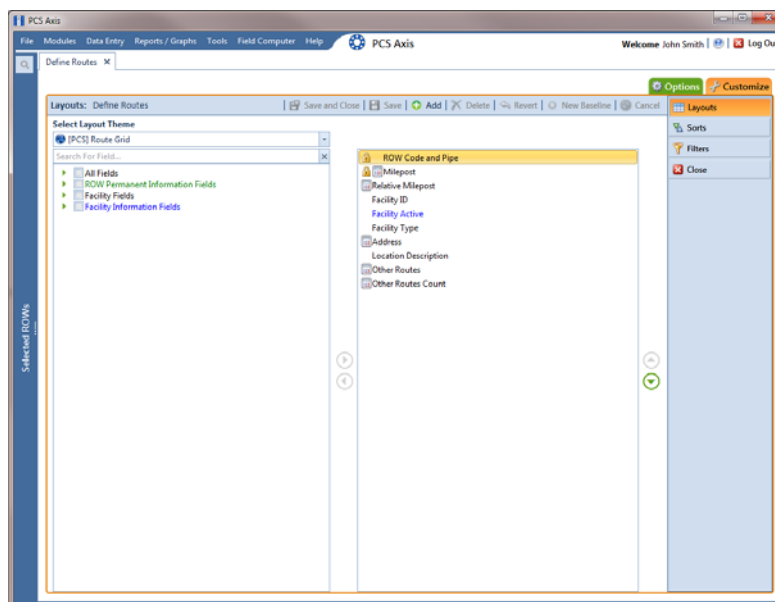 PCS Axis
File Modules Data Entry Reports / Graphs Tools Field Computer Help PCS Axis Welcome John Smith | | Log Ou
Define Routes ×
Options Customize
Layouts: Define Routes | Save and Close | Save | Add | Delete | Revert | New Baseline | Cancel
Layouts
Sorts
Filters
Close
Select Layout Theme
[PCS] Route Grid
Search For Field...
All Fields
ROW Permanent Information Fields
Facility Fields
Facility Information Fields
ROW Code and Pipe
Milepost
Relative Milepost
Facility ID
Facility Active
Facility Type
Address
Location Description
Other Routes
Other Routes Count
Selected ROWs